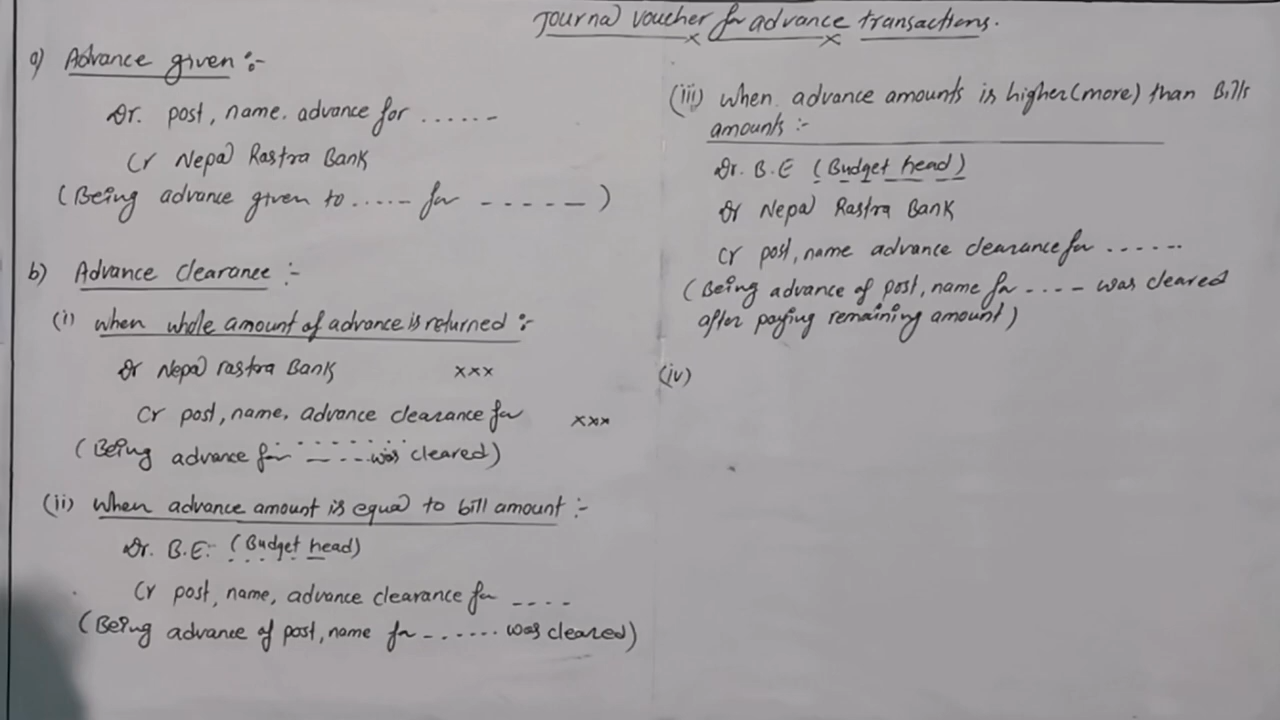 Journal voucher for advance transactions.
a) Advance given :-
Dr. post, name. advance for ......
Cr Nepal Rastra Bank
(Being advance given to ..... for ------)
b) Advance clearance :-
(i) when whole amount of advance is returned :-
Dr Nepal rastra Bank xxx
Cr post, name, advance clearance for xxx
........
(Being advance for ----- was cleared)
(ii) When advance amount is equal to bill amount :-
Dr. B.E. (Budget head)
Cr post, name, advance clearance for ----
(Being advance of post, name for ------- was cleared)
(iii) When advance amounts is higher (more) than Bills
amounts :-
Dr. B.E (Budget head)
Dr Nepal Rastra Bank
Cr post, name advance clearance for ......
(Being advance of post, name for ---- was cleared
after paying remaining amount)
(iv)